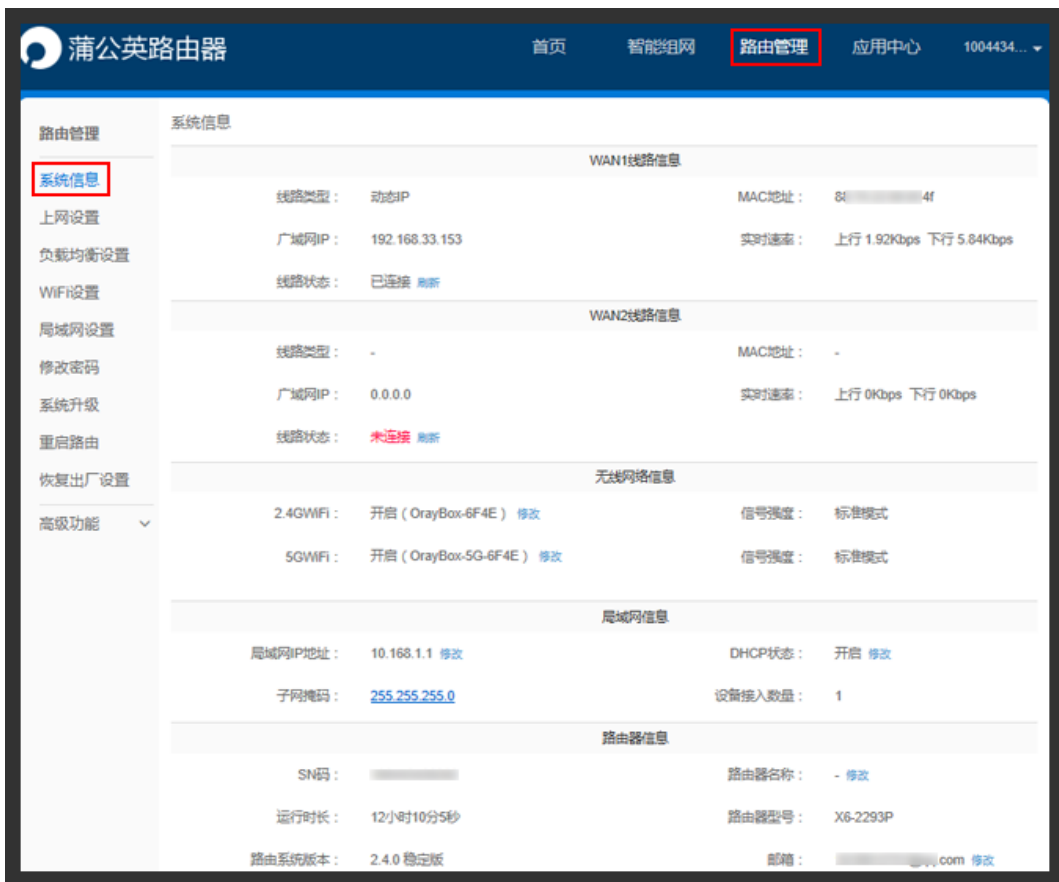 蒲公英路由器 首页 智能组网 路由管理 应用中心 1004434...
路由管理
系统信息
上网设置
负载均衡设置
WiFi设置
局域网设置
修改密码
系统升级
重启路由
恢复出厂设置
高级功能
系统信息
WAN1线路信息
线路类型： 动态IP MAC地址： 8 4f
广域网IP： 192.168.33.153 实时速率： 上行 1.92Kbps 下行 5.84Kbps
线路状态： 已连接 刷新
WAN2线路信息
线路类型： - MAC地址： -
广域网IP： 0.0.0.0 实时速率： 上行 0Kbps 下行 0Kbps
线路状态： 未连接 刷新
无线网络信息
2.4GWiFi： 开启（OrayBox-6F4E） 修改 信号强度： 标准模式
5GWiFi： 开启（OrayBox-5G-6F4E） 修改 信号强度： 标准模式
局域网信息
局域网IP地址： 10.168.1.1 修改 DHCP状态： 开启 修改
子网掩码： 255.255.255.0 设备接入数量： 1
路由器信息
SN码： 路由器名称： - 修改
运行时长： 12小时10分5秒 路由器型号： X6-2293P
路由系统版本： 2.4.0 稳定版 邮箱： .com 修改